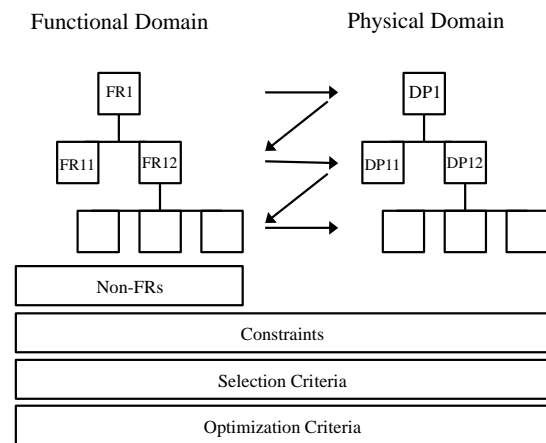 Functional Domain Physical Domain
FR1 DP1
FR11 FR12 DP11 DP12
Non-FRs
Constraints
Selection Criteria
Optimization Criteria